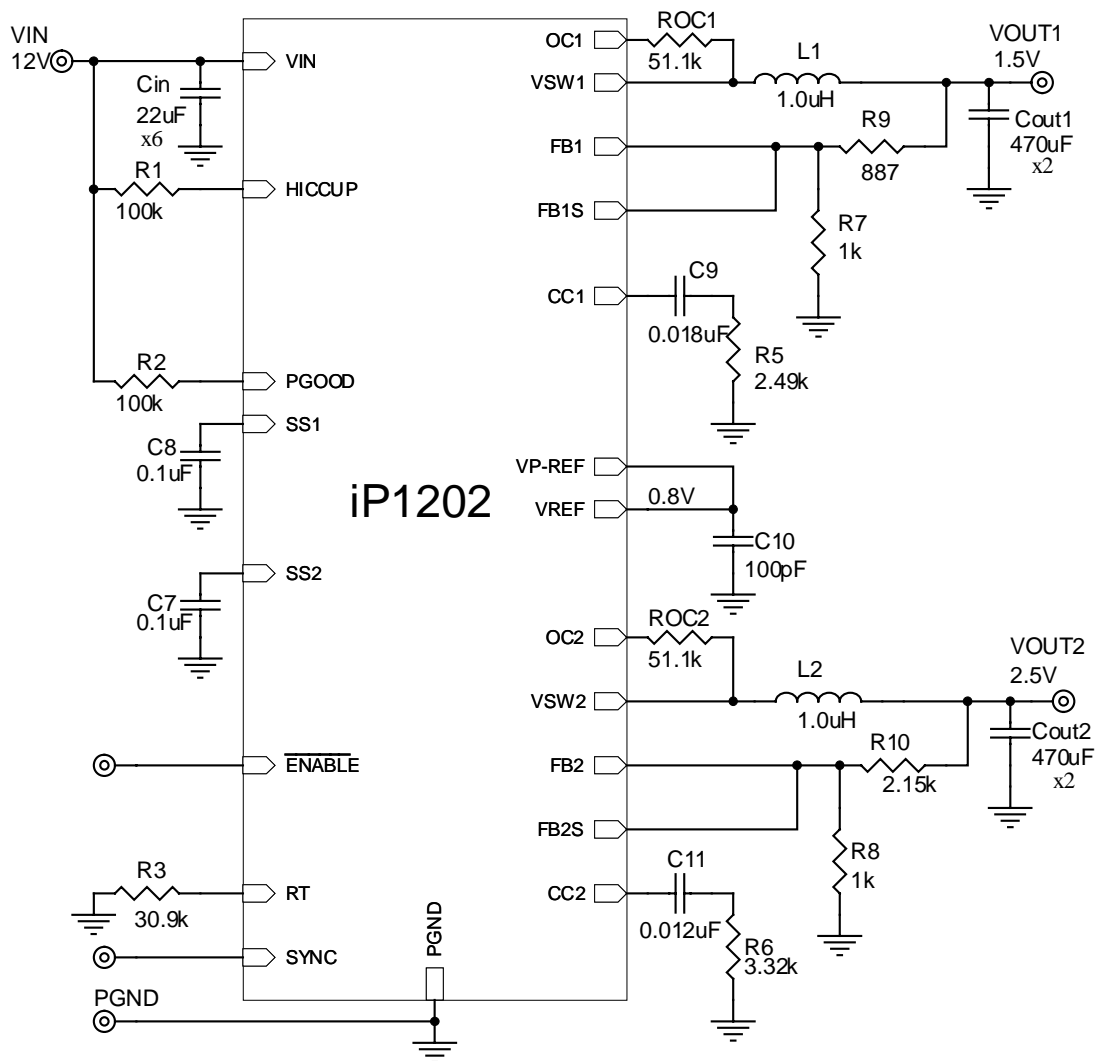 VIN
12V
Cin
22uF
x6
R1
100k
R2
100k
C8
0.1uF
C7
0.1uF
R3
30.9k
PGND
VIN
HICCUP
PGOOD
SS1
SS2
ENABLE
RT
SYNC
PGND
iP1202
OC1
VSW1
FB1
FB1S
CC1
VP-REF
VREF
OC2
VSW2
FB2
FB2S
CC2
ROC1
51.1k
L1
1.0uH
VOUT1
1.5V
Cout1
470uF
x2
R9
887
R7
1k
C9
0.018uF
R5
2.49k
0.8V
C10
100pF
ROC2
51.1k
L2
1.0uH
VOUT2
2.5V
Cout2
470uF
x2
R10
2.15k
R8
1k
C11
0.012uF
R6
3.32k